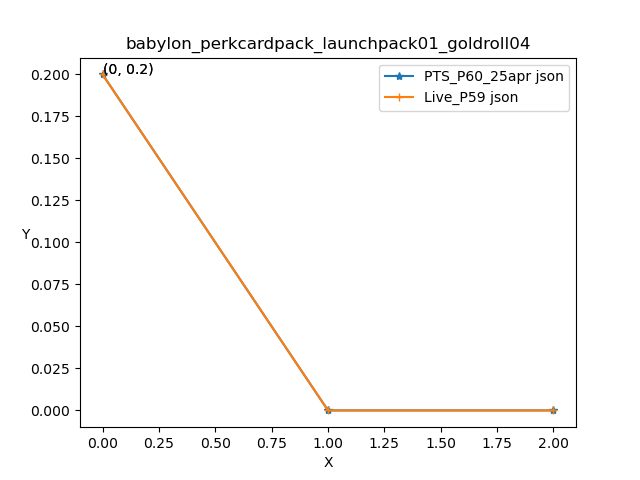 babylon_perkcardpack_launchpack01_goldroll04
(0, 0.2)
PTS_P60_25apr json
Live_P59 json
0.200
0.175
0.150
0.125
Y
0.100
0.075
0.050
0.025
0.000
0.00 0.25 0.50 0.75 1.00 1.25 1.50 1.75 2.00
X